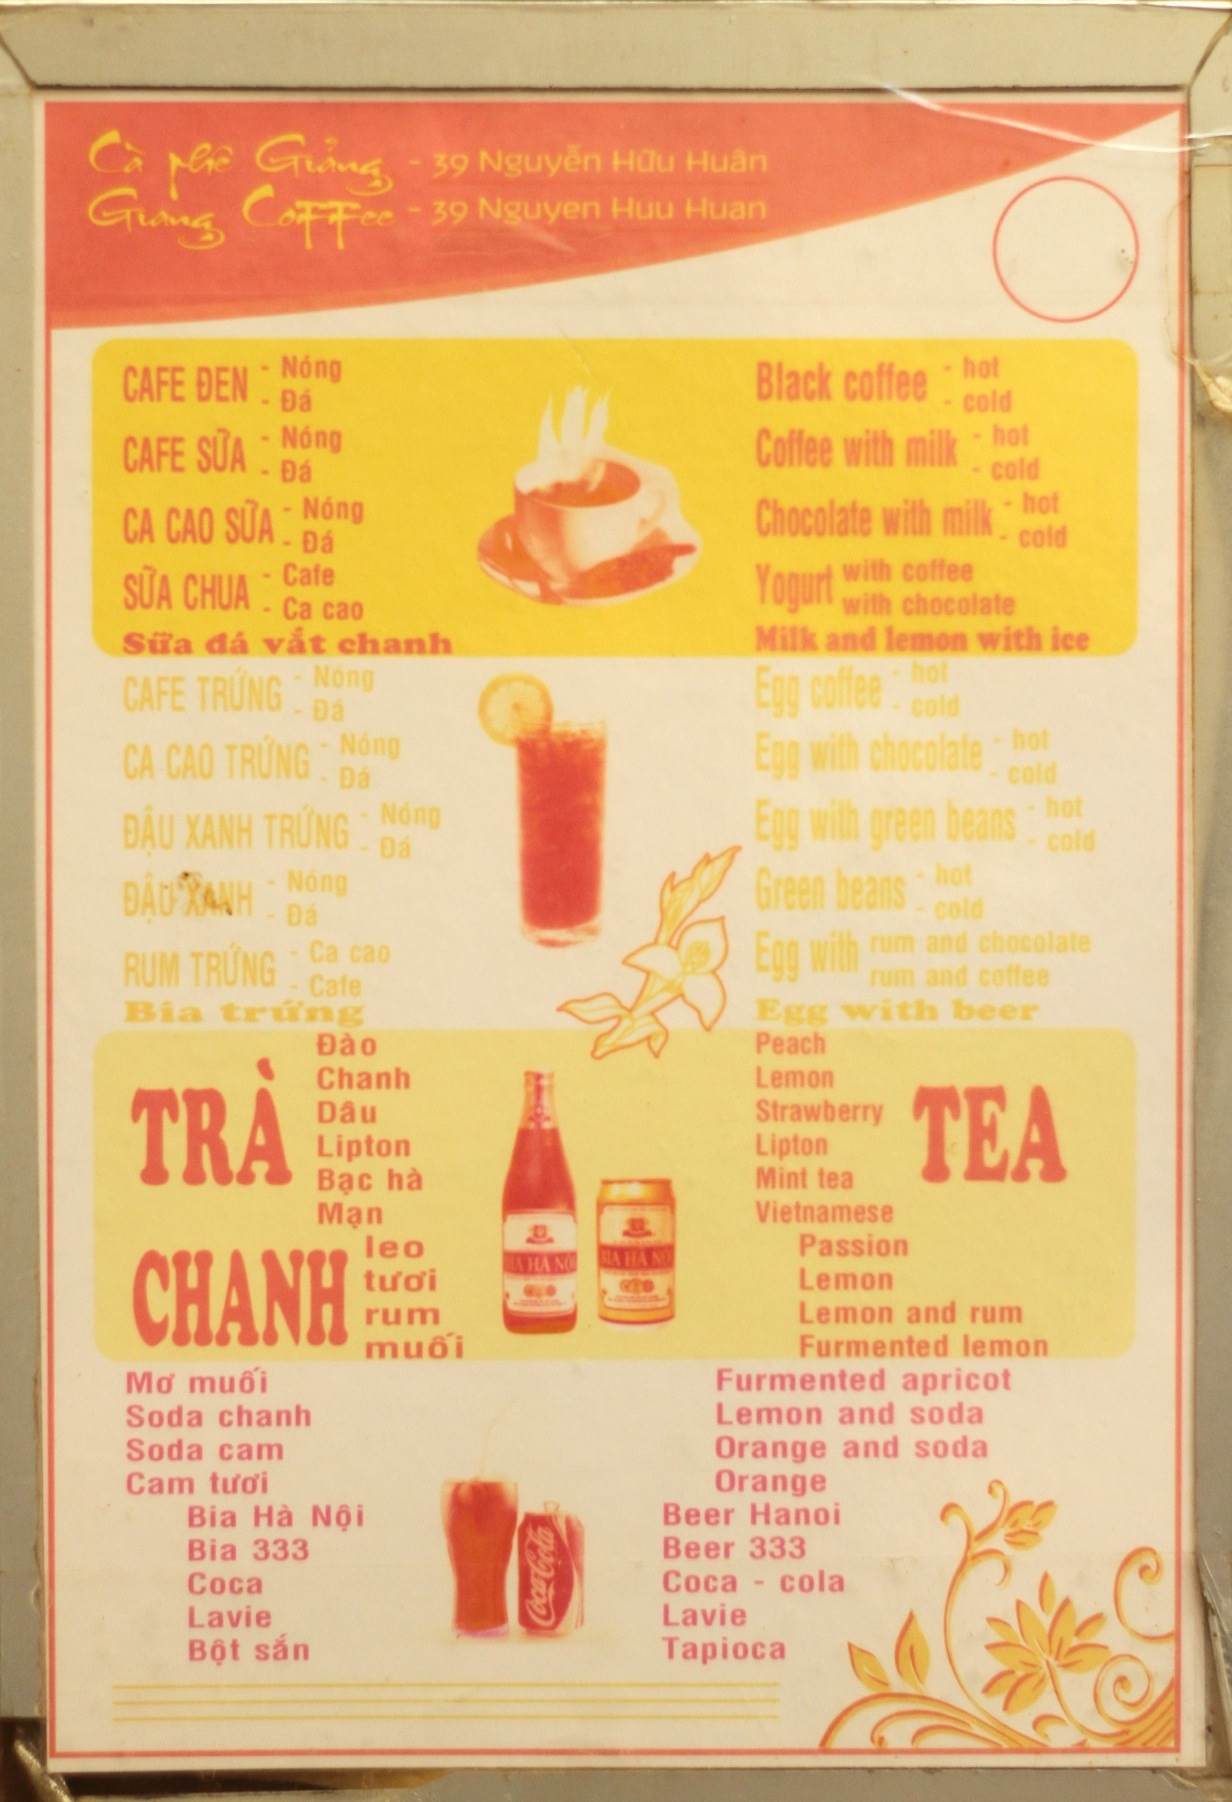 Cà phê Giảng - 39 Nguyễn Hữu Huân
Giang Coffee - 39 Nguyen Huu Huan
CAFE ĐEN - Nóng - Đá
CAFE SỮA - Nóng - Đá
CA CAO SỮA - Nóng - Đá
SỮA CHUA - Cafe - Ca cao
Sữa đá vắt chanh
Black coffee - hot - cold
Coffee with milk - hot - cold
Chocolate with milk - hot - cold
Yogurt with coffee with chocolate
Milk and lemon with ice
CAFE TRỨNG - Nóng - Đá
CA CAO TRỨNG - Nóng - Đá
ĐẬU XANH TRỨNG - Nóng - Đá
ĐẬU XANH - Nóng - Đá
RUM TRỨNG - Ca cao - Cafe
Bia trứng
Egg coffee - hot - cold
Egg with chocolate - hot - cold
Egg with green beans - hot - cold
Green beans - hot - cold
Egg with rum and chocolate rum and coffee
Egg with beer
TRÀ
Đào
Chanh
Dâu
Lipton
Bạc hà
Mạn
CHANH
leo
tươi
rum
muối
BIA HÀ NỘI
BIA HÀ NỘI
Peach
Lemon
Strawberry
Lipton
Mint tea
Vietnamese
TEA
Passion
Lemon
Lemon and rum
Furmented lemon
Mơ muối
Soda chanh
Soda cam
Cam tươi
Bia Hà Nội
Bia 333
Coca
Lavie
Bột sắn
Coca-Cola
Furmented apricot
Lemon and soda
Orange and soda
Orange
Beer Hanoi
Beer 333
Coca - cola
Lavie
Tapioca